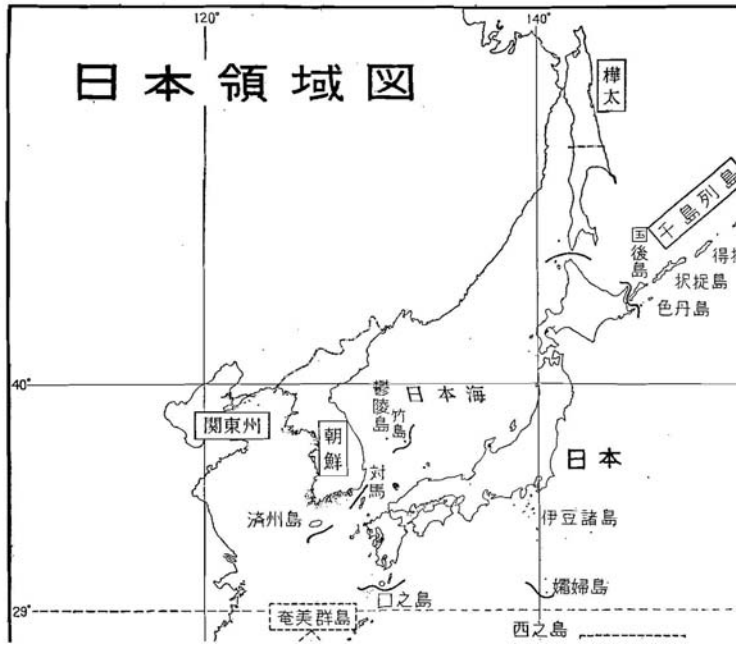 120°
140°
日本領域図
樺太
千島列島
国後島
得撫
択捉島
色丹島
40°
鬱陵島
竹島
日本海
関東州
朝鮮
対馬
日本
済州島
伊豆諸島
口之島
孀婦島
29°
奄美群島
西之島